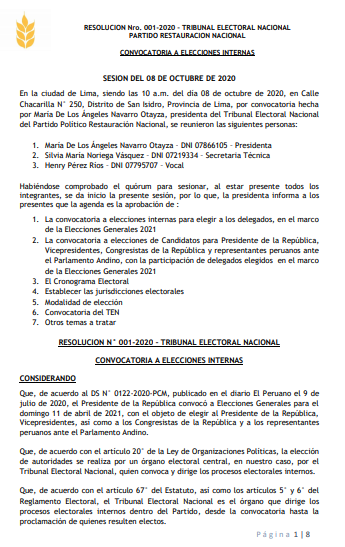 RESOLUCION Nro. 001-2020 - TRIBUNAL ELECTORAL NACIONAL
PARTIDO RESTAURACION NACIONAL
CONVOCATORIA A ELECCIONES INTERNAS
SESION DEL 08 DE OCTUBRE DE 2020
En la ciudad de Lima, siendo las 10 a.m. del día 08 de octubre de 2020, en Calle
Chacarilla N° 250, Distrito de San Isidro, Provincia de Lima, por convocatoria hecha
por María De Los Ángeles Navarro Otayza, presidenta del Tribunal Electoral Nacional
del Partido Político Restauración Nacional, se reunieron las siguientes personas:
1. María De Los Ángeles Navarro Otayza – DNI 07866105 – Presidenta
2. Silvia María Noriega Vásquez – DNI 07219334 – Secretaria Técnica
3. Henry Pérez Ríos – DNI 07795707 – Vocal
Habiéndose comprobado el quórum para sesionar, al estar presente todos los
integrantes, se da inicio la presente sesión, por lo que, la presidenta informa a los
presentes que la agenda es la aprobación de :
1. La convocatoria a elecciones internas para elegir a los delegados, en el marco
de la Elecciones Generales 2021
2. La convocatoria a elecciones de Candidatos para Presidente de la República,
Vicepresidentes, Congresistas de la República y representantes peruanos ante
el Parlamento Andino, con la participación de delegados elegidos en el marco
de la Elecciones Generales 2021
3. El Cronograma Electoral
4. Establecer las jurisdicciones electorales
5. Modalidad de elección
6. Convocatoria del TEN
7. Otros temas a tratar
RESOLUCIÓN N° 001-2020 – TRIBUNAL ELECTORAL NACIONAL
CONVOCATORIA A ELECCIONES INTERNAS
CONSIDERANDO
Que, de acuerdo al DS N° 0122-2020-PCM, publicado en el diario El Peruano el 9 de
julio de 2020, el Presidente de la República convocó a Elecciones Generales para el
domingo 11 de abril de 2021, con el objeto de elegir al Presidente de la República,
Vicepresidentes, así como a los Congresistas de la República y a los representantes
peruanos ante el Parlamento Andino.
Que, de acuerdo con el artículo 20° de la Ley de Organizaciones Políticas, la elección
de autoridades se realiza por un órgano electoral central, en nuestro caso, por el
Tribunal Electoral Nacional, quien convoca y dirige los procesos electorales internos.
Que, de acuerdo con el artículo 67° del Estatuto, así como los artículos 5° y 6° del
Reglamento Electoral, el Tribunal Electoral Nacional es el órgano que dirige los
procesos electorales internos dentro del Partido, desde la convocatoria hasta la
proclamación de quienes resulten electos.
Página 1 | 8